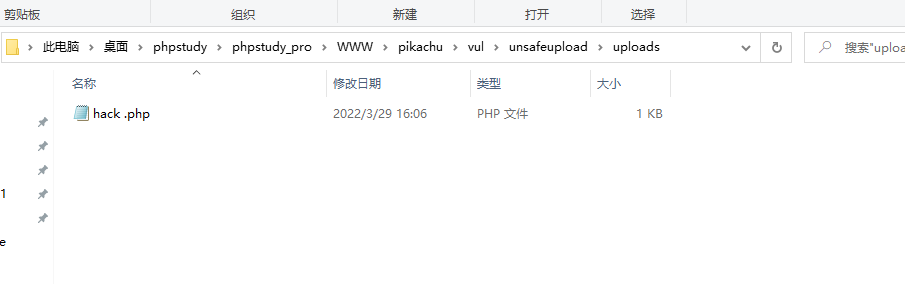 剪贴板 组织 新建 打开 选择
此电脑 › 桌面 › phpstudy › phpstudy_pro › WWW › pikachu › vul › unsafeupload › uploads 搜索"uploa
名称 修改日期 类型 大小
hack .php 2022/3/29 16:06 PHP 文件 1 KB
1
e